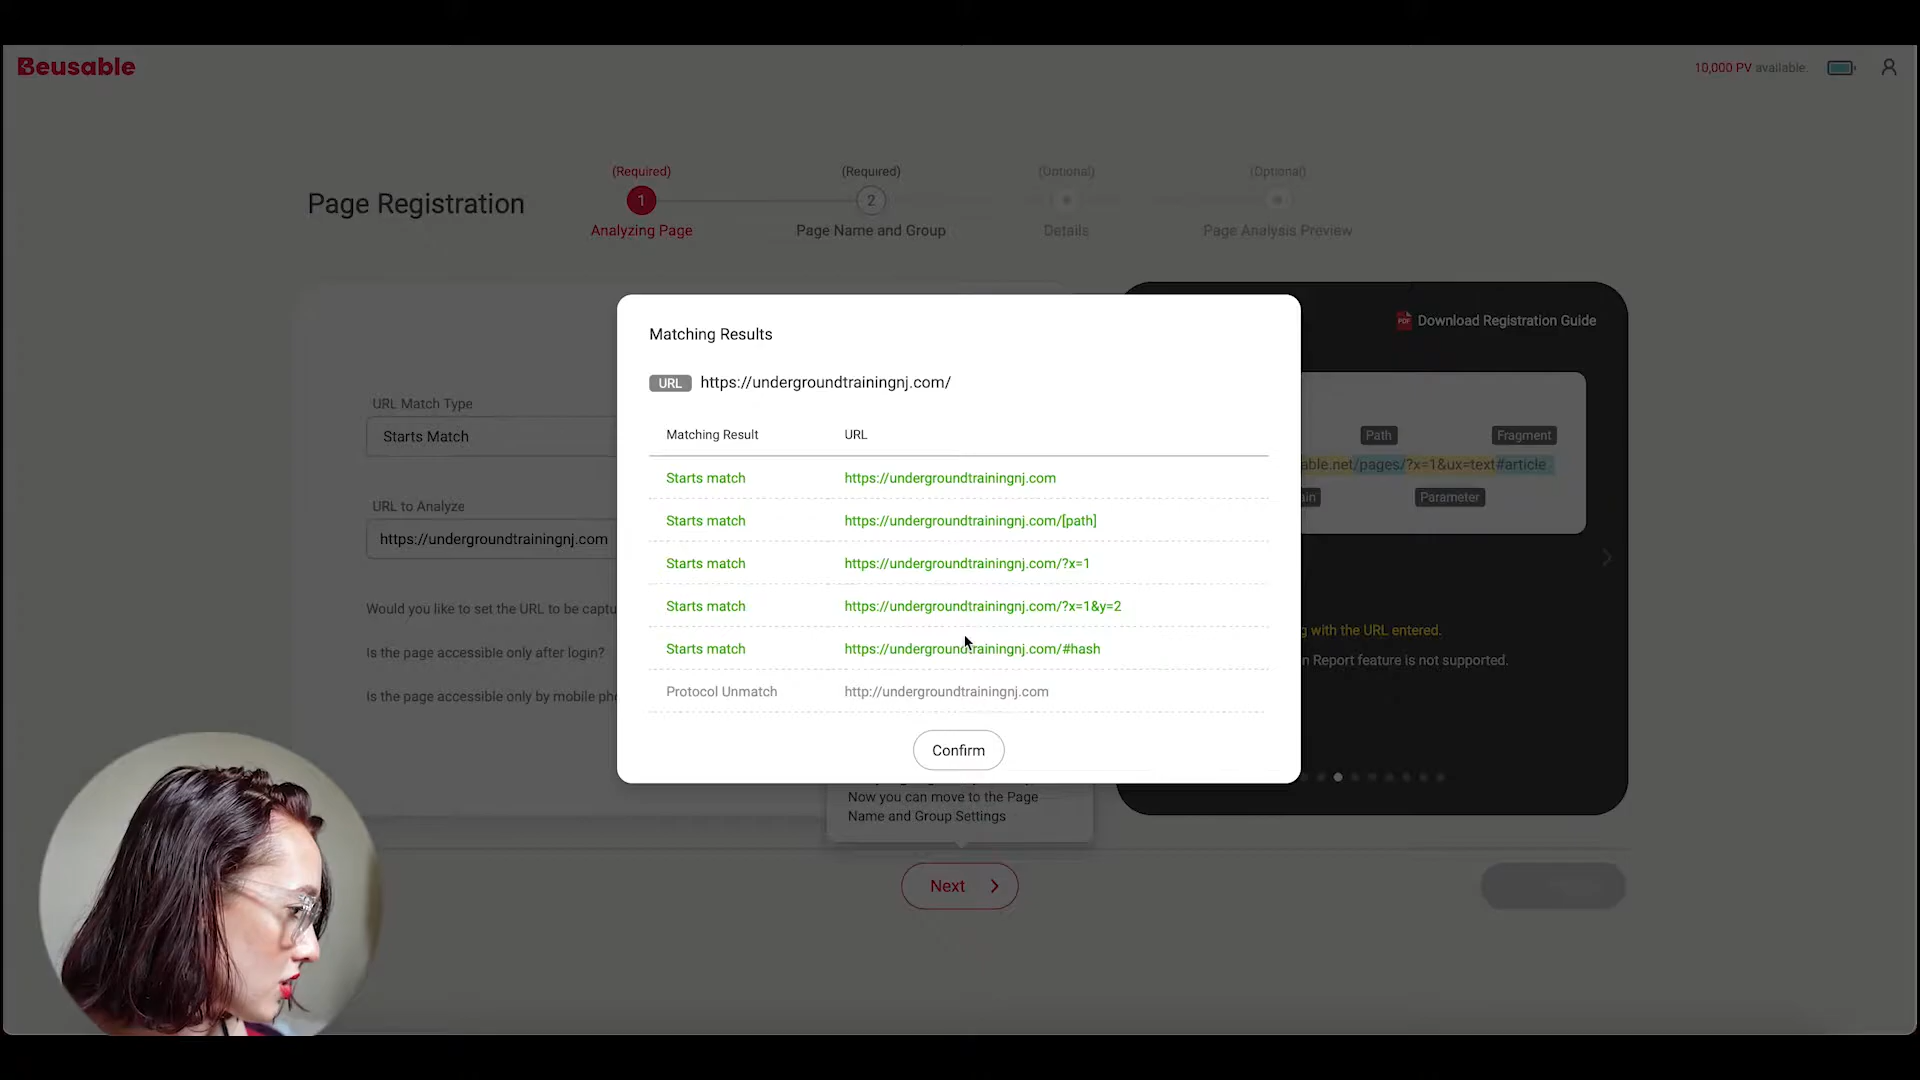 Beusable
10,000 PV available.
(Required)
(Required)
(Optional)
(Optional)
Page Registration
1
2
Analyzing Page
Page Name and Group
Details
Page Analysis Preview
Download Registration Guide
Matching Results
URL https://undergroundtrainingnj.com/
Matching Result URL
Starts match https://undergroundtrainingnj.com
Starts match https://undergroundtrainingnj.com/[path]
Starts match https://undergroundtrainingnj.com/?x=1
Starts match https://undergroundtrainingnj.com/?x=1&y=2
Starts match https://undergroundtrainingnj.com/#hash
Protocol Unmatch http://undergroundtrainingnj.com
Confirm
URL Match Type
Starts Match
URL to Analyze
https://undergroundtrainingnj.com
Would you like to set the URL to be
Is the page accessible only after login?
Is the page accessible only by mobile
Path
Fragment
able.net/pages/?x=1&ux=text#article
Parameter
with the URL entered.
Report feature is not supported.
Now you can move to the Page
Name and Group Settings
Next